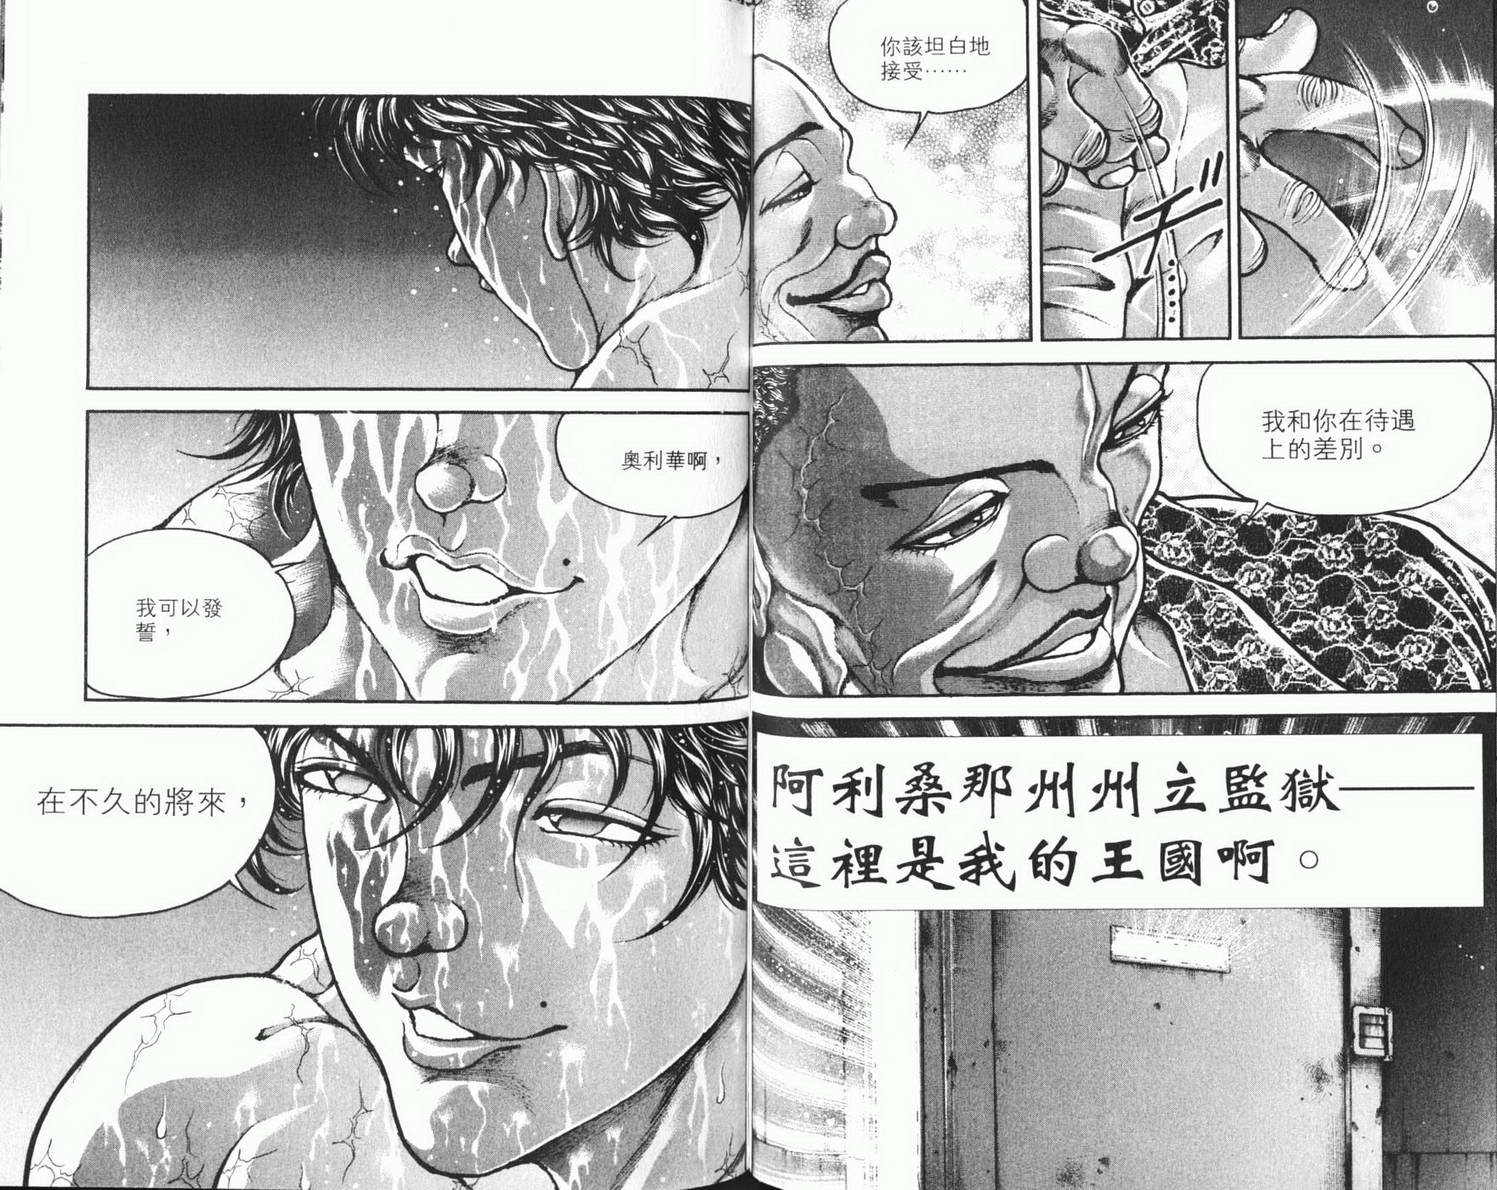 你該坦白地
接受……
ヂ
我和你在待遇
上的差別。
阿利桑那州州立監獄——
這裡是我的王國啊。
奧利華啊，
我可以發
誓，
在不久的將來，